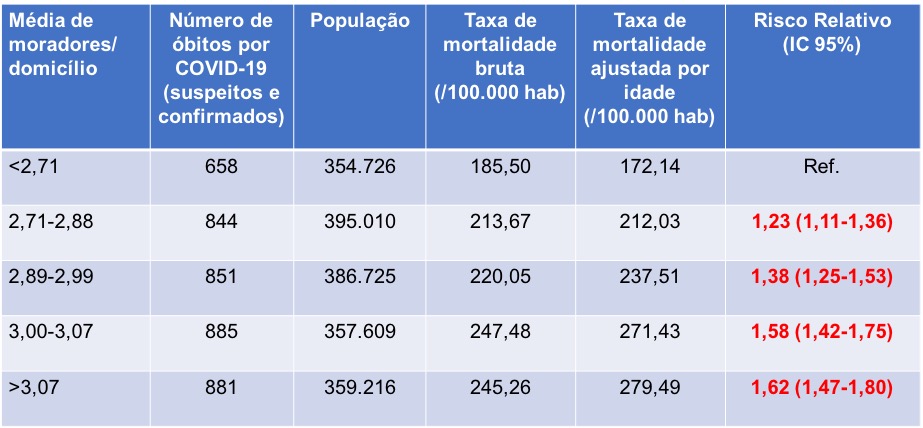 Média de moradores/ domicílio | Número de óbitos por COVID-19 (suspeitos e confirmados) | População | Taxa de mortalidade bruta (/100.000 hab) | Taxa de mortalidade ajustada por idade (/100.000 hab) | Risco Relativo (IC 95%)
<2,71 | 658 | 354.726 | 185,50 | 172,14 | Ref.
2,71-2,88 | 844 | 395.010 | 213,67 | 212,03 | 1,23 (1,11-1,36)
2,89-2,99 | 851 | 386.725 | 220,05 | 237,51 | 1,38 (1,25-1,53)
3,00-3,07 | 885 | 357.609 | 247,48 | 271,43 | 1,58 (1,42-1,75)
>3,07 | 881 | 359.216 | 245,26 | 279,49 | 1,62 (1,47-1,80)